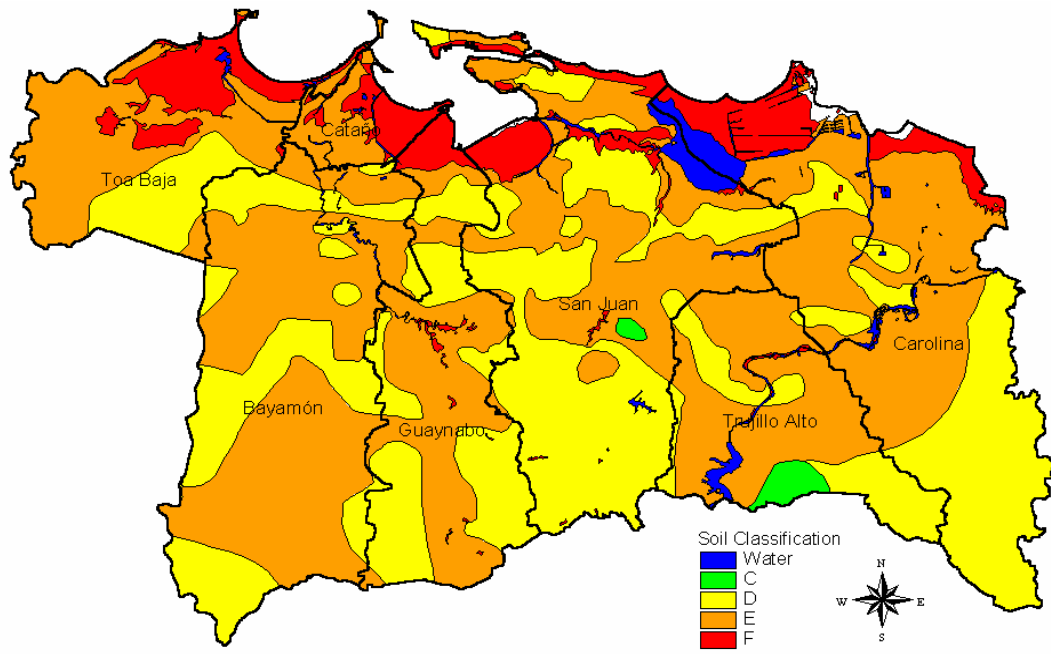 Cataño
Toa Baja
San Juan
Carolina
Bayamón
Guaynabo
Trujillo Alto
Soil Classification
Water
C
D
E
F
N
W E
S